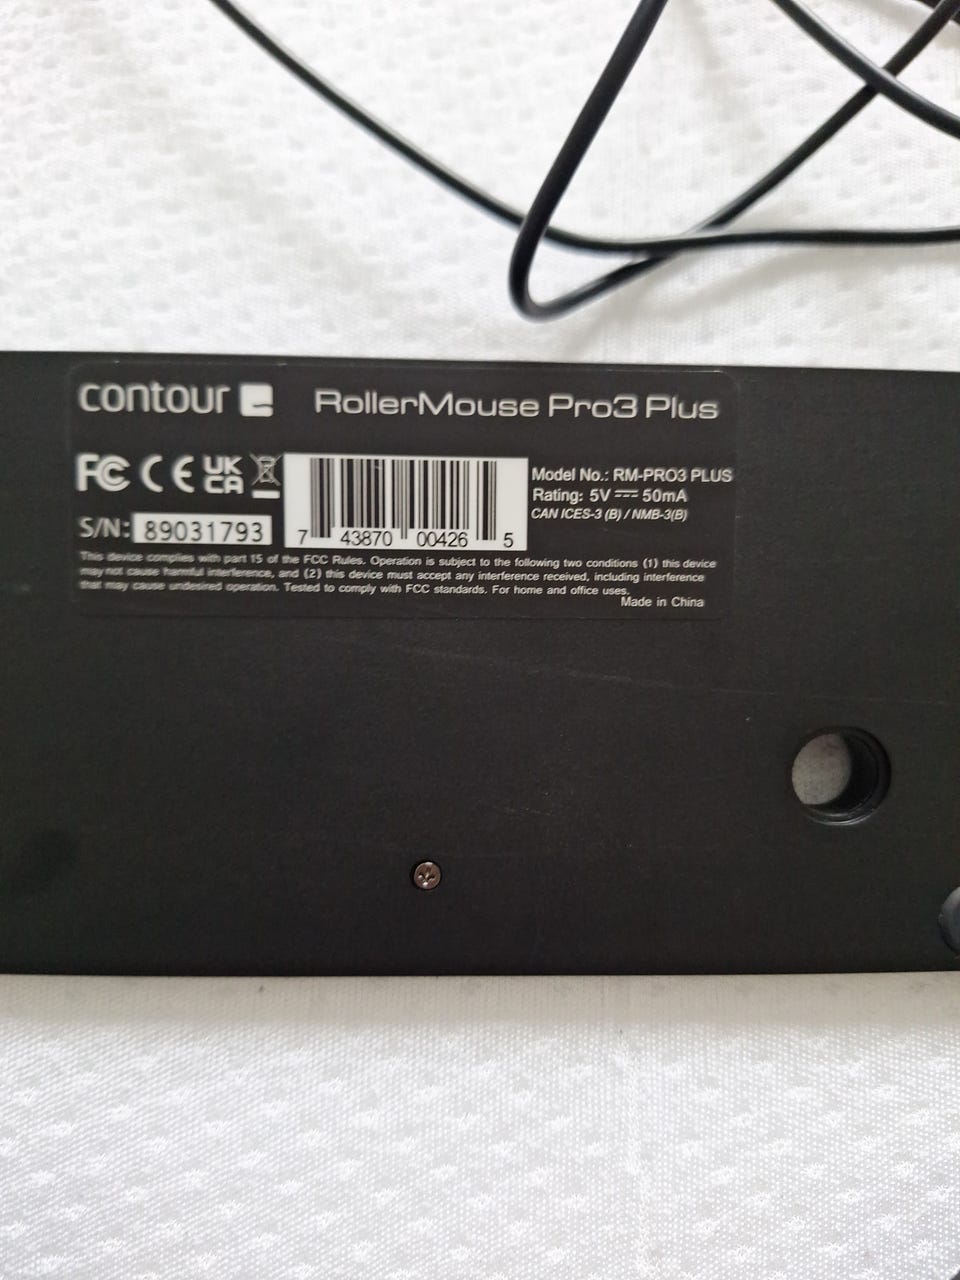 contour RollerMouse Pro3 Plus
FC CE UK CA
Model No.: RM-PRO3 PLUS
Rating: 5V ⎓ 50mA
CAN ICES-3 (B) / NMB-3(B)
S/N: 89031793
7 43870 00426 5
This device complies with part 15 of the FCC Rules. Operation is subject to the following two conditions (1) this device
may not cause harmful interference, and (2) this device must accept any interference received, including interference
that may cause undesired operation. Tested to comply with FCC standards. For home and office uses.
Made in China